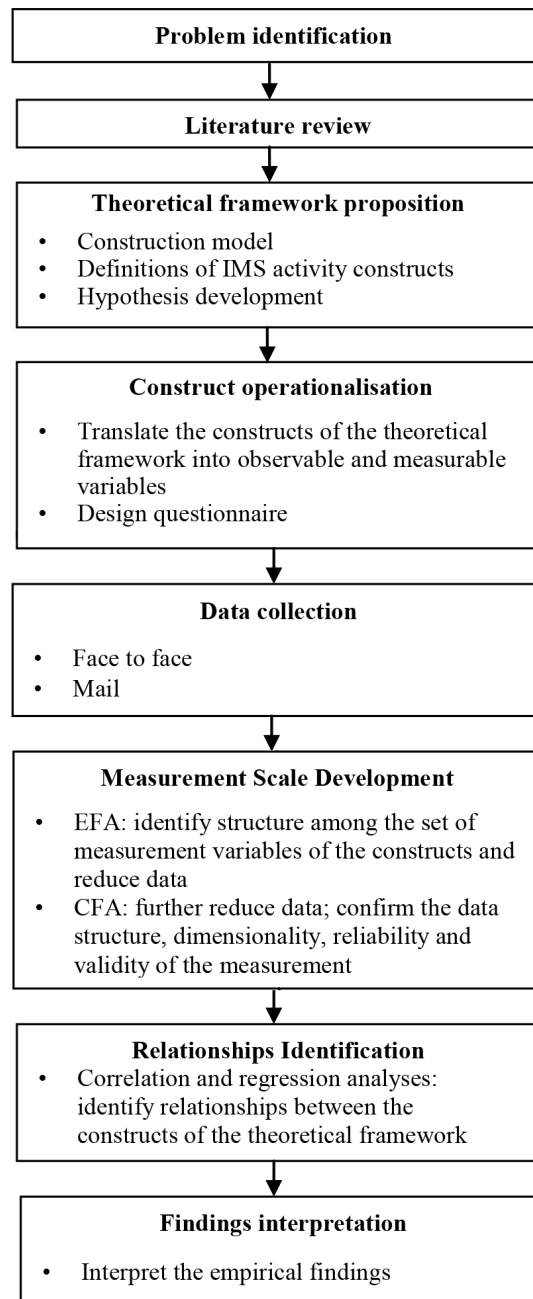 Problem identification
Literature review
Theoretical framework proposition
• Construction model
• Definitions of IMS activity constructs
• Hypothesis development
Construct operationalisation
• Translate the constructs of the theoretical
framework into observable and measurable
variables
• Design questionnaire
Data collection
• Face to face
• Mail
Measurement Scale Development
• EFA: identify structure among the set of
measurement variables of the constructs and
reduce data
• CFA: further reduce data; confirm the data
structure, dimensionality, reliability and
validity of the measurement
Relationships Identification
• Correlation and regression analyses:
identify relationships between the
constructs of the theoretical framework
Findings interpretation
• Interpret the empirical findings